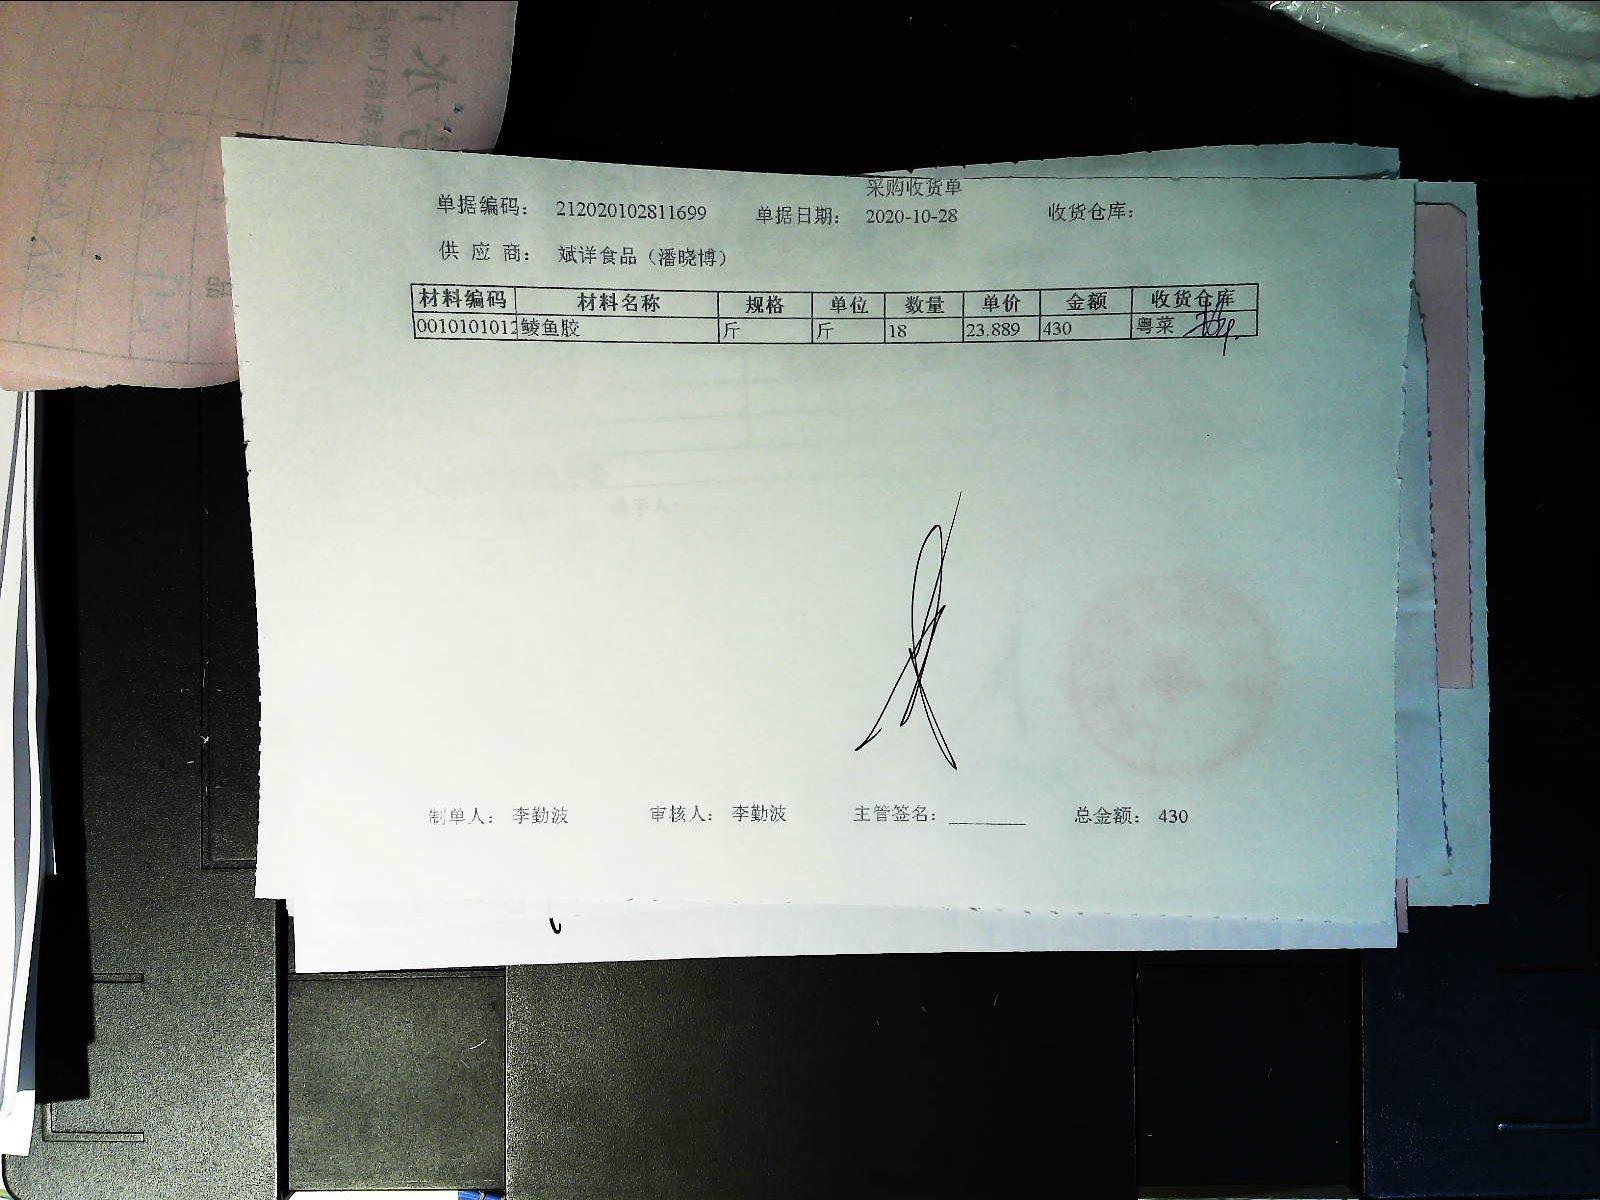 采购收货单
单据编码： 212020102811699 单据日期： 2020-10-28 收货仓库：
供 应 商： 斌详食品（潘晓博）
材料编码 材料名称 规格 单位 数量 单价 金额 收货仓库
0010101012 鲮鱼胶 斤 斤 18 23.889 430 粤菜
制单人： 李勤波 审核人： 李勤波 主管签名：_______ 总金额： 430